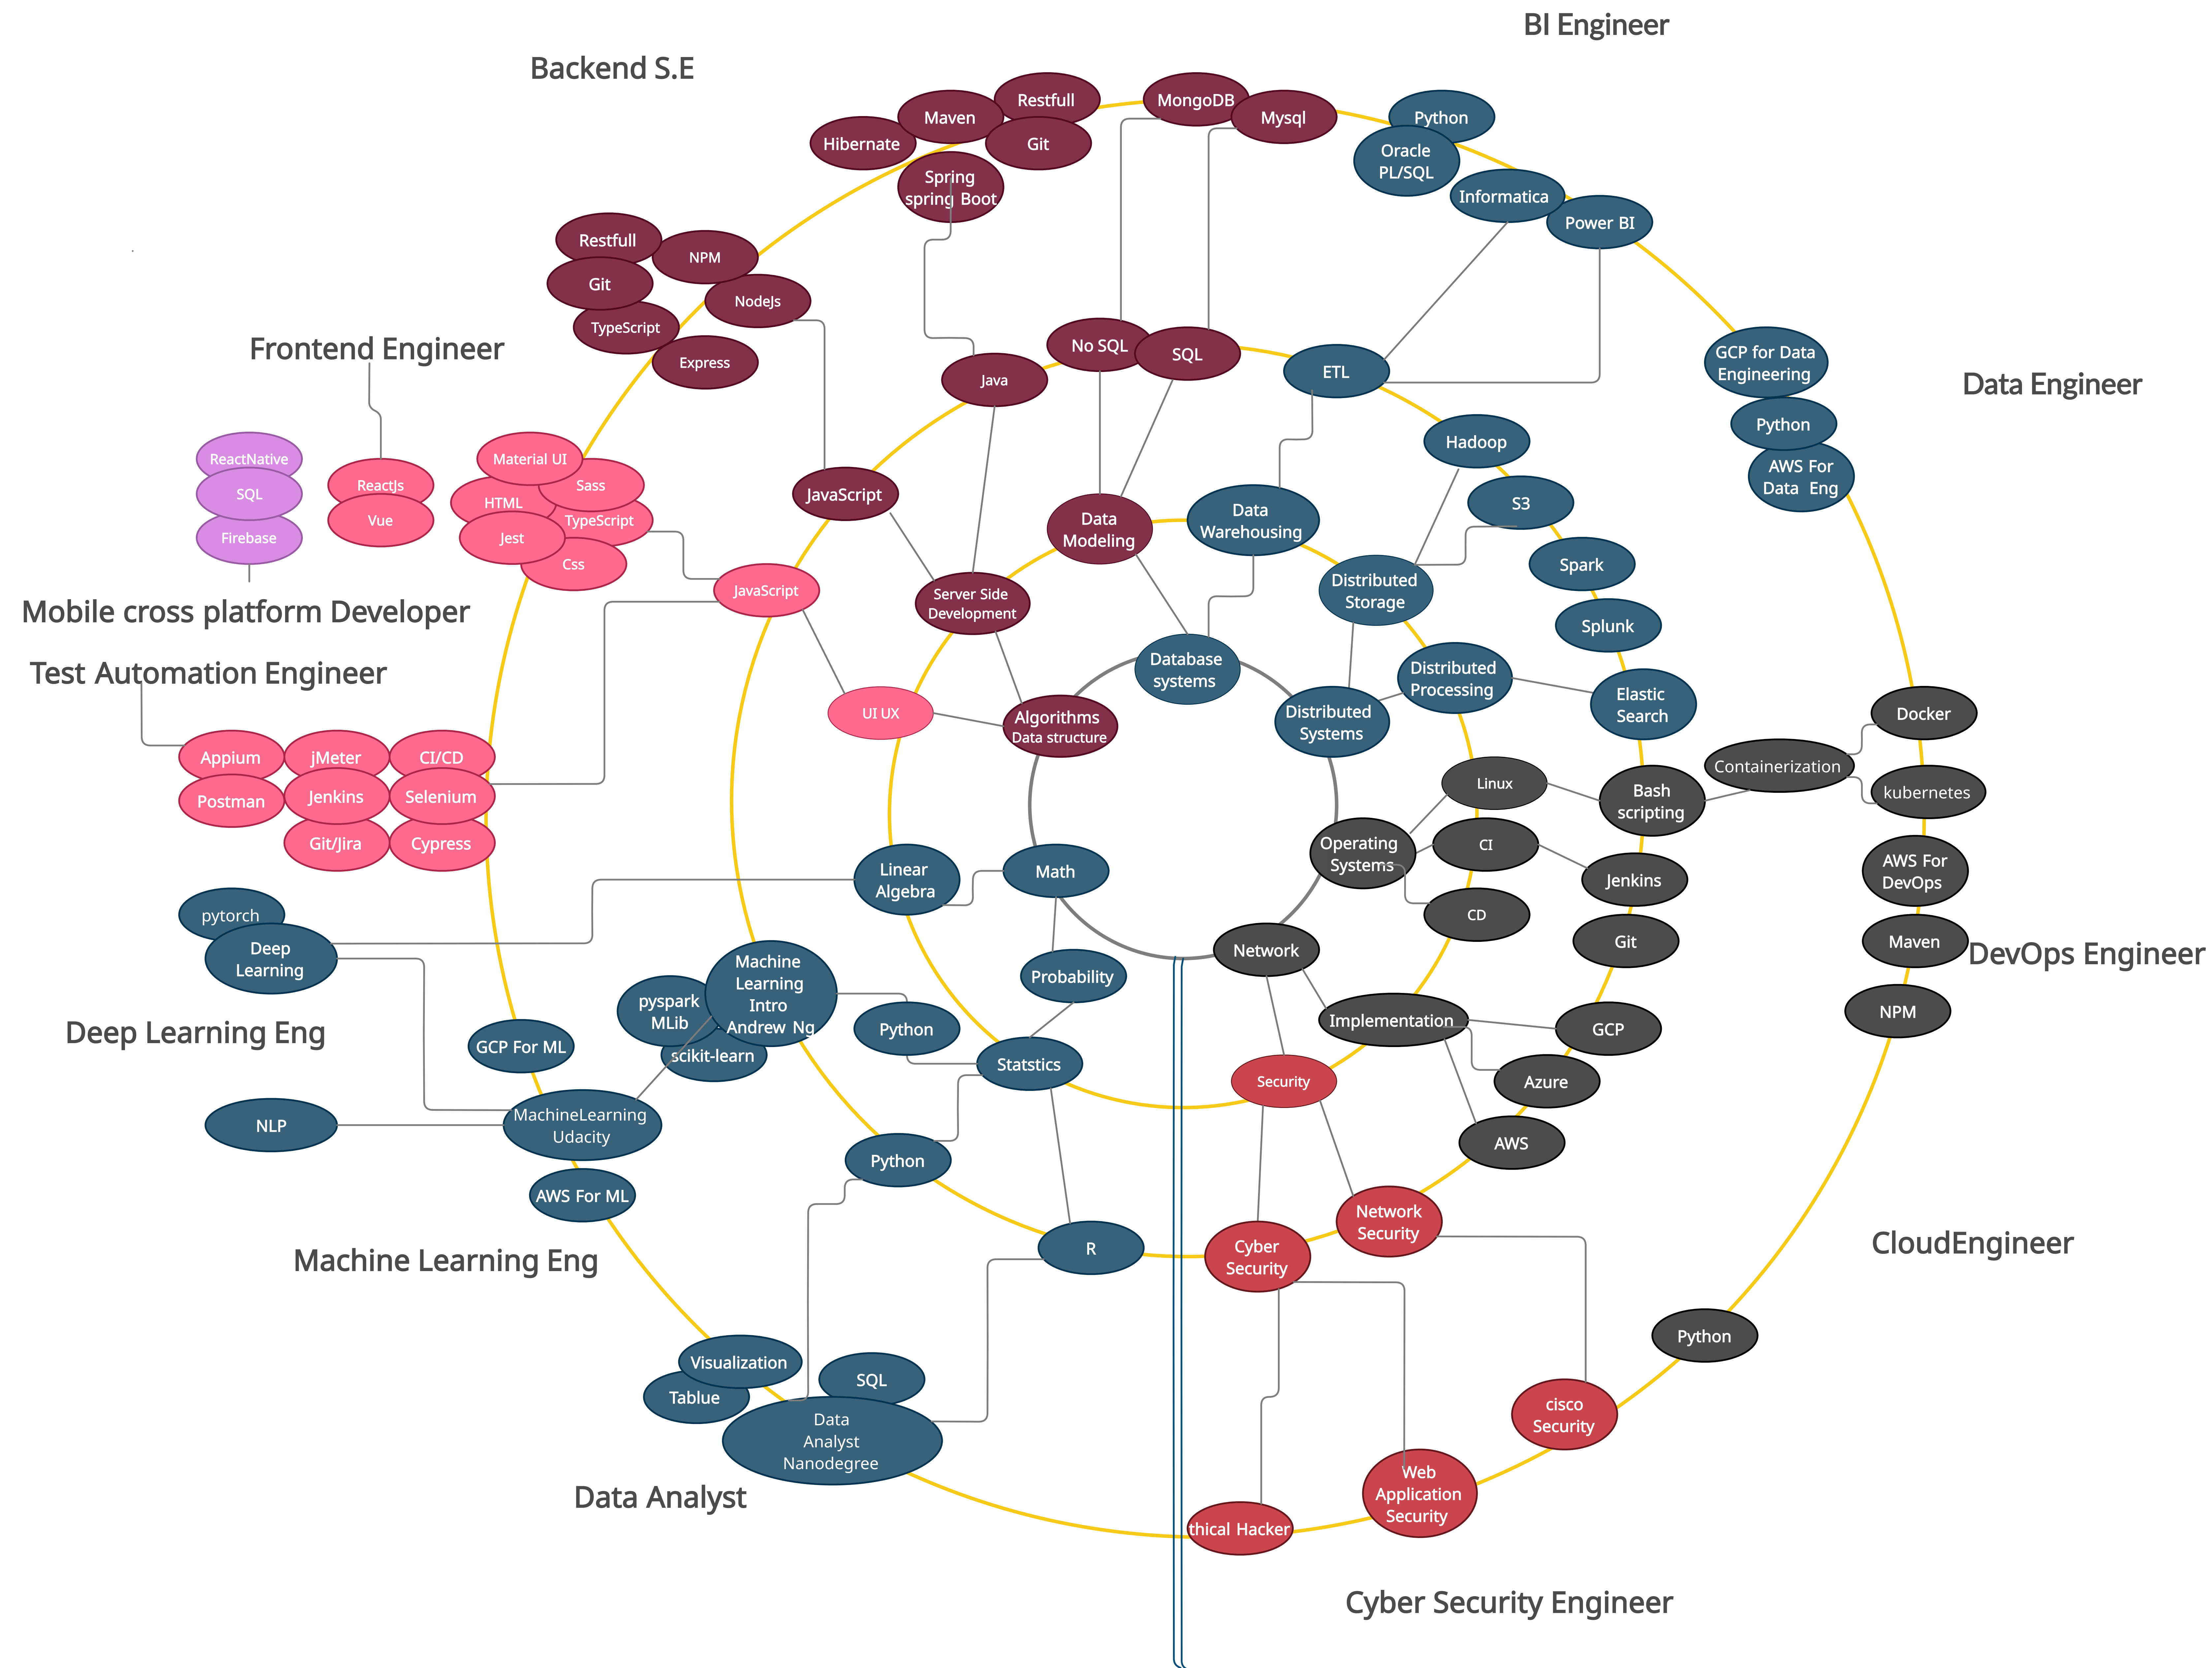 BI Engineer
Backend S.E
Restfull
MongoDB
Maven
Mysql
Python
Hibernate
Git
Oracle
PL/SQL
Spring
spring Boot
Informatica
Power BI
Restfull
NPM
Git
NodeJs
TypeScript
Express
Frontend Engineer
No SQL
SQL
Java
ETL
GCP for Data
Engineering
Data Engineer
Python
AWS For
Data Eng
Hadoop
S3
Spark
Splunk
Elastic
Search
ReactNative
SQL
Firebase
ReactJs
Vue
Material UI
Sass
HTML
TypeScript
Jest
Css
JavaScript
JavaScript
Data
Modeling
Data
Warehousing
Distributed
Storage
Server Side
Development
Mobile cross platform Developer
Test Automation Engineer
Database
systems
Distributed
Processing
UI UX
Algorithms
Data structure
Distributed
Systems
Docker
Containerization
kubernetes
Appium
jMeter
CI/CD
Postman
Jenkins
Selenium
Git/Jira
Cypress
Linux
Bash
scripting
Operating
Systems
CI
Jenkins
CD
Git
AWS For
DevOps
Maven
DevOps Engineer
NPM
Linear
Algebra
Math
pytorch
Deep
Learning
Network
Probability
Machine
Learning
Intro
Andrew Ng
pyspark
MLib
scikit-learn
Python
Implementation
GCP
Azure
AWS
Deep Learning Eng
GCP For ML
Statstics
Security
NLP
MachineLearning
Udacity
AWS For ML
Python
R
Cyber
Security
Network
Security
CloudEngineer
Machine Learning Eng
Python
Visualization
Tablue
SQL
Data
Analyst
Nanodegree
cisco
Security
Web
Application
Security
Data Analyst
thical Hacker
Cyber Security Engineer